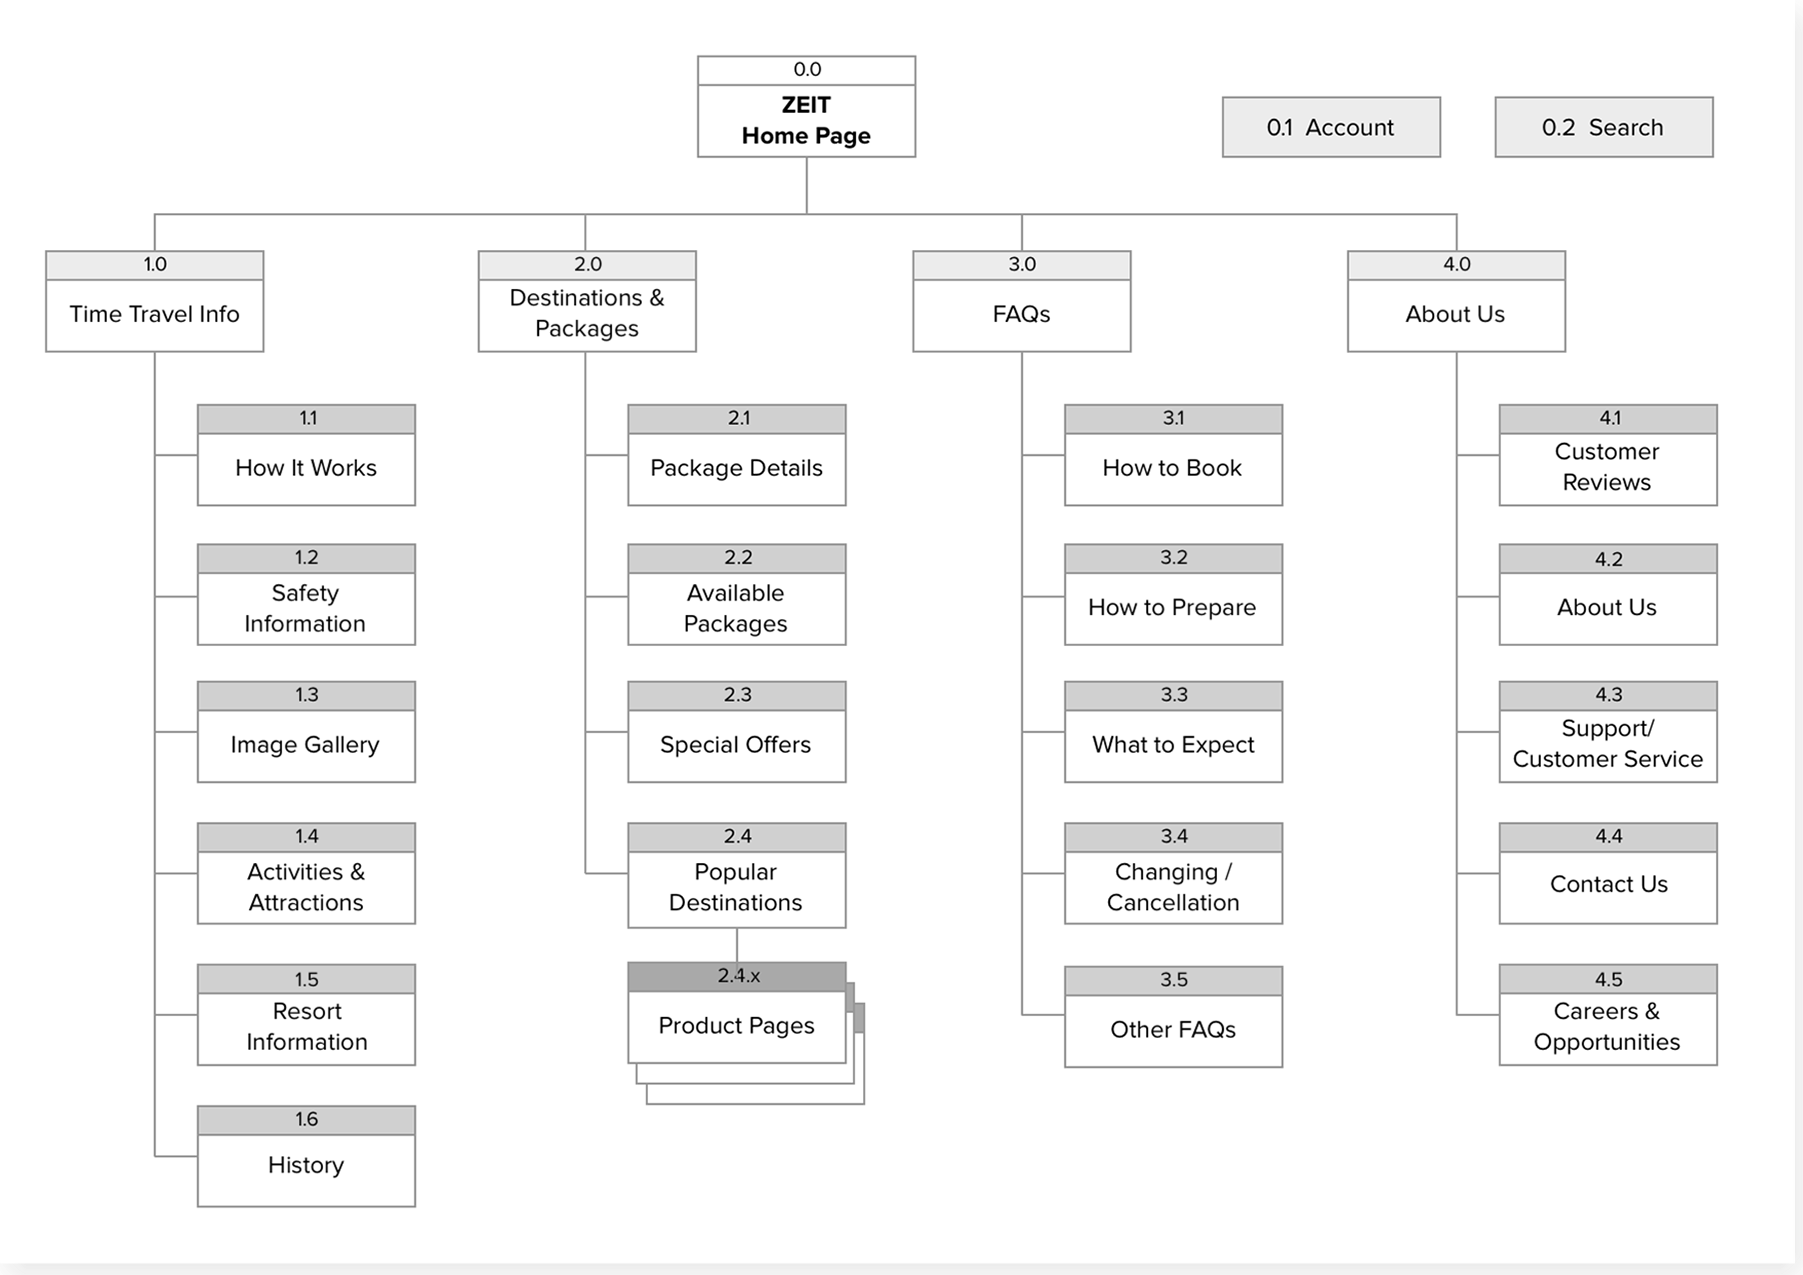 0.0
ZEIT
Home Page
0.1 Account
0.2 Search
1.0
Time Travel Info
2.0
Destinations &
Packages
3.0
FAQs
4.0
About Us
1.1
How It Works
1.2
Safety
Information
1.3
Image Gallery
1.4
Activities &
Attractions
1.5
Resort
Information
1.6
History
2.1
Package Details
2.2
Available
Packages
2.3
Special Offers
2.4
Popular
Destinations
2.4.x
Product Pages
3.1
How to Book
3.2
How to Prepare
3.3
What to Expect
3.4
Changing /
Cancellation
3.5
Other FAQs
4.1
Customer
Reviews
4.2
About Us
4.3
Support/
Customer Service
4.4
Contact Us
4.5
Careers &
Opportunities